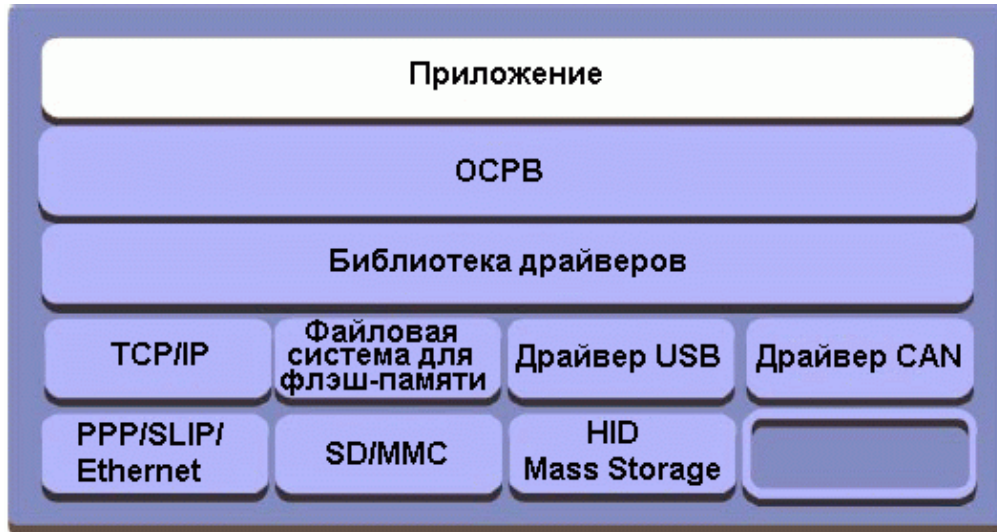 Приложение
ОСРВ
Библиотека драйверов
TCP/IP
Файловая
система для
флэш-памяти
Драйвер USB
Драйвер CAN
PPP/SLIP/
Ethernet
SD/MMC
HID
Mass Storage